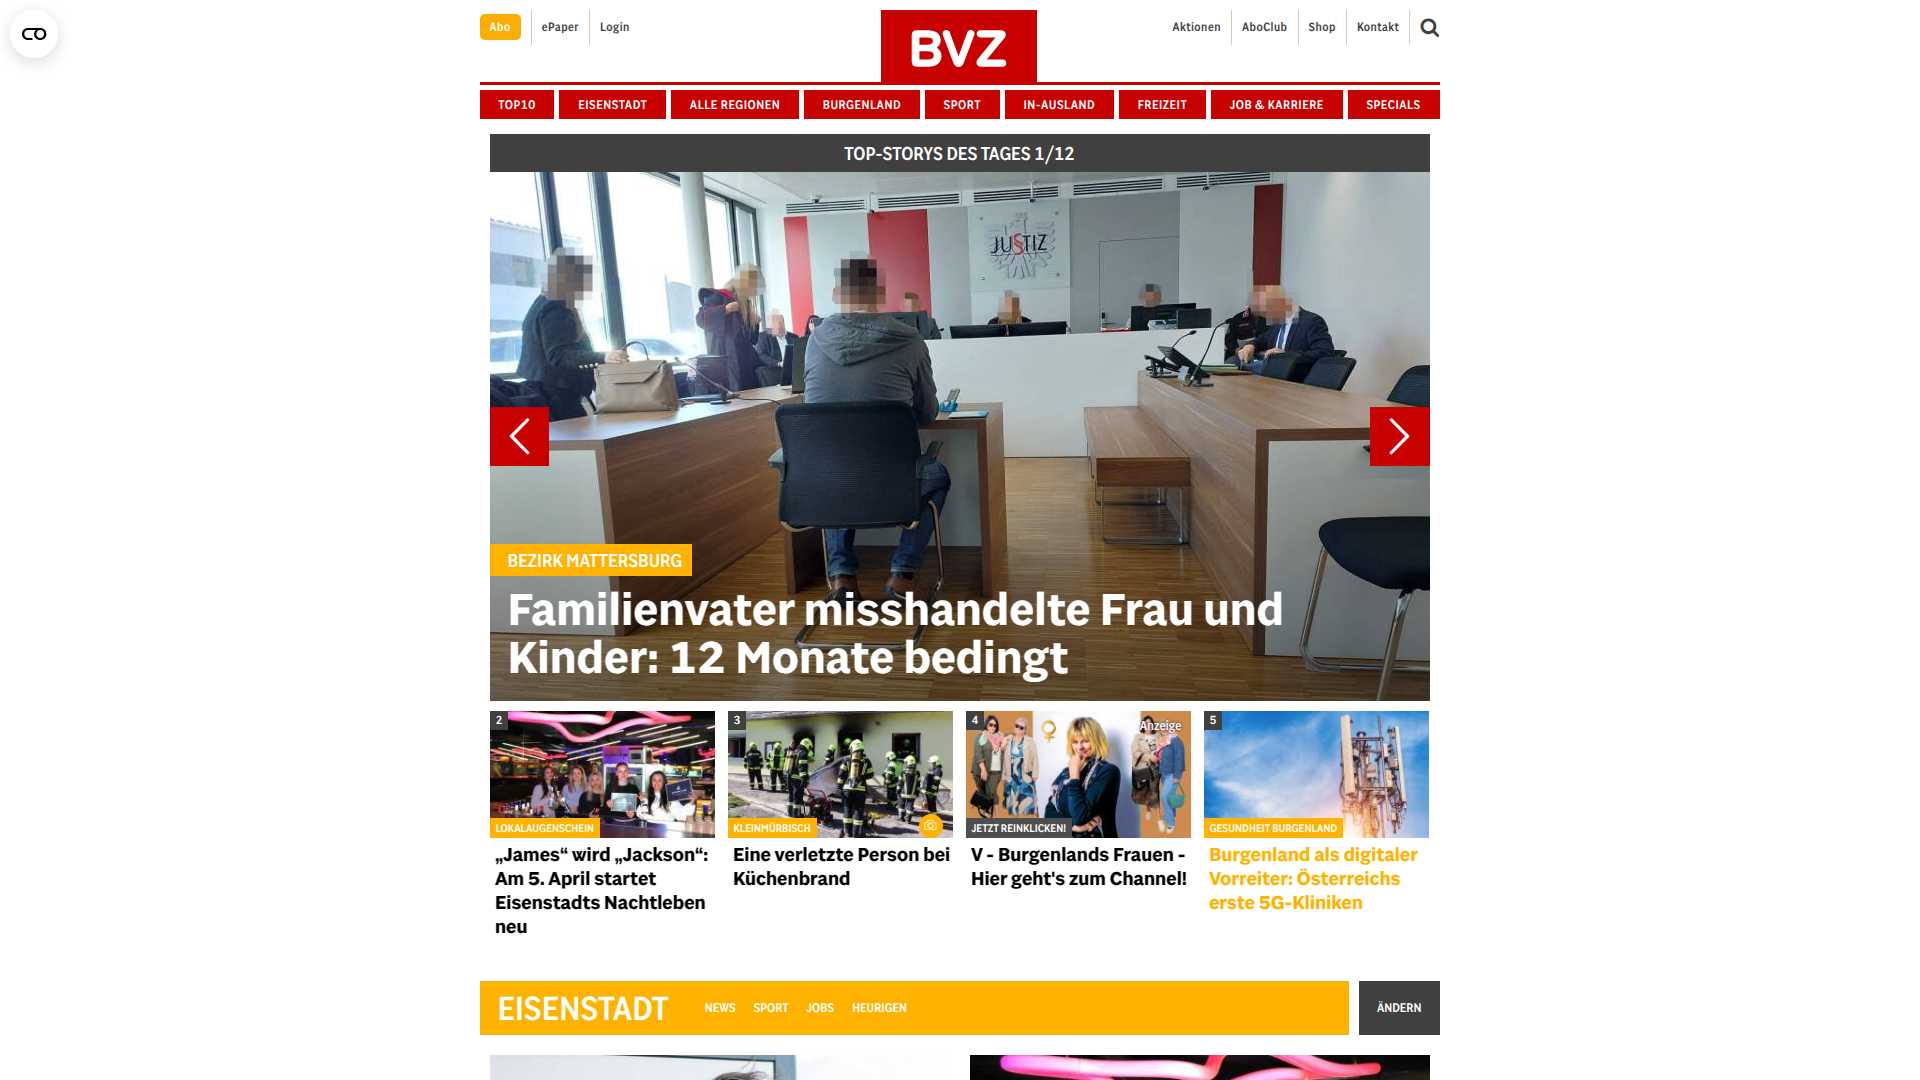 Abo ePaper Login
BVZ
Aktionen AboClub Shop Kontakt
TOP10 EISENSTADT ALLE REGIONEN BURGENLAND SPORT IN-AUSLAND FREIZEIT JOB & KARRIERE SPECIALS
TOP-STORYS DES TAGES 1/12
JUSTIZ
BEZIRK MATTERSBURG
Familienvater misshandelte Frau und
Kinder: 12 Monate bedingt
2
LOKALAUGENSCHEIN
„James“ wird „Jackson“:
Am 5. April startet
Eisenstadts Nachtleben
neu
3
KLEINMÜRBISCH
Eine verletzte Person bei
Küchenbrand
4
Anzeige
JETZT REINKLICKEN!
V - Burgenlands Frauen -
Hier geht's zum Channel!
5
GESUNDHEIT BURGENLAND
Burgenland als digitaler
Vorreiter: Österreichs
erste 5G-Kliniken
EISENSTADT NEWS SPORT JOBS HEURIGEN
ÄNDERN